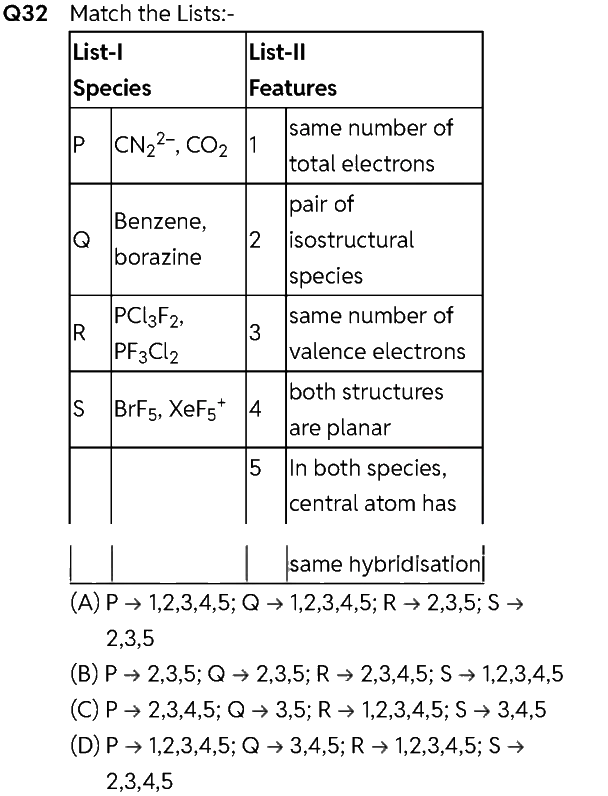 Q32 Match the Lists:-
List-I List-II
Species Features
P CN₂²⁻, CO₂ 1 same number of
total electrons
Q Benzene,
borazine 2 pair of
isostructural
species
R PCl₃F₂,
PF₃Cl₂ 3 same number of
valence electrons
S BrF₅, XeF₅⁺ 4 both structures
are planar
5 In both species,
central atom has
same hybridisation
(A) P → 1,2,3,4,5; Q → 1,2,3,4,5; R → 2,3,5; S →
2,3,5
(B) P → 2,3,5; Q → 2,3,5; R → 2,3,4,5; S → 1,2,3,4,5
(C) P → 2,3,4,5; Q → 3,5; R → 1,2,3,4,5; S → 3,4,5
(D) P → 1,2,3,4,5; Q → 3,4,5; R → 1,2,3,4,5; S →
2,3,4,5